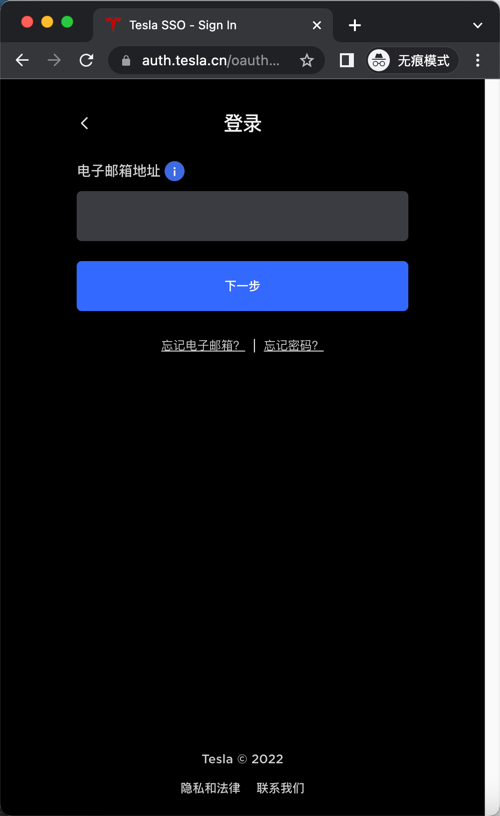 Tesla SSO - Sign In
auth.tesla.cn/oauth...
无痕模式
登录
电子邮箱地址
下一步
忘记电子邮箱? | 忘记密码?
Tesla © 2022
隐私和法律 联系我们